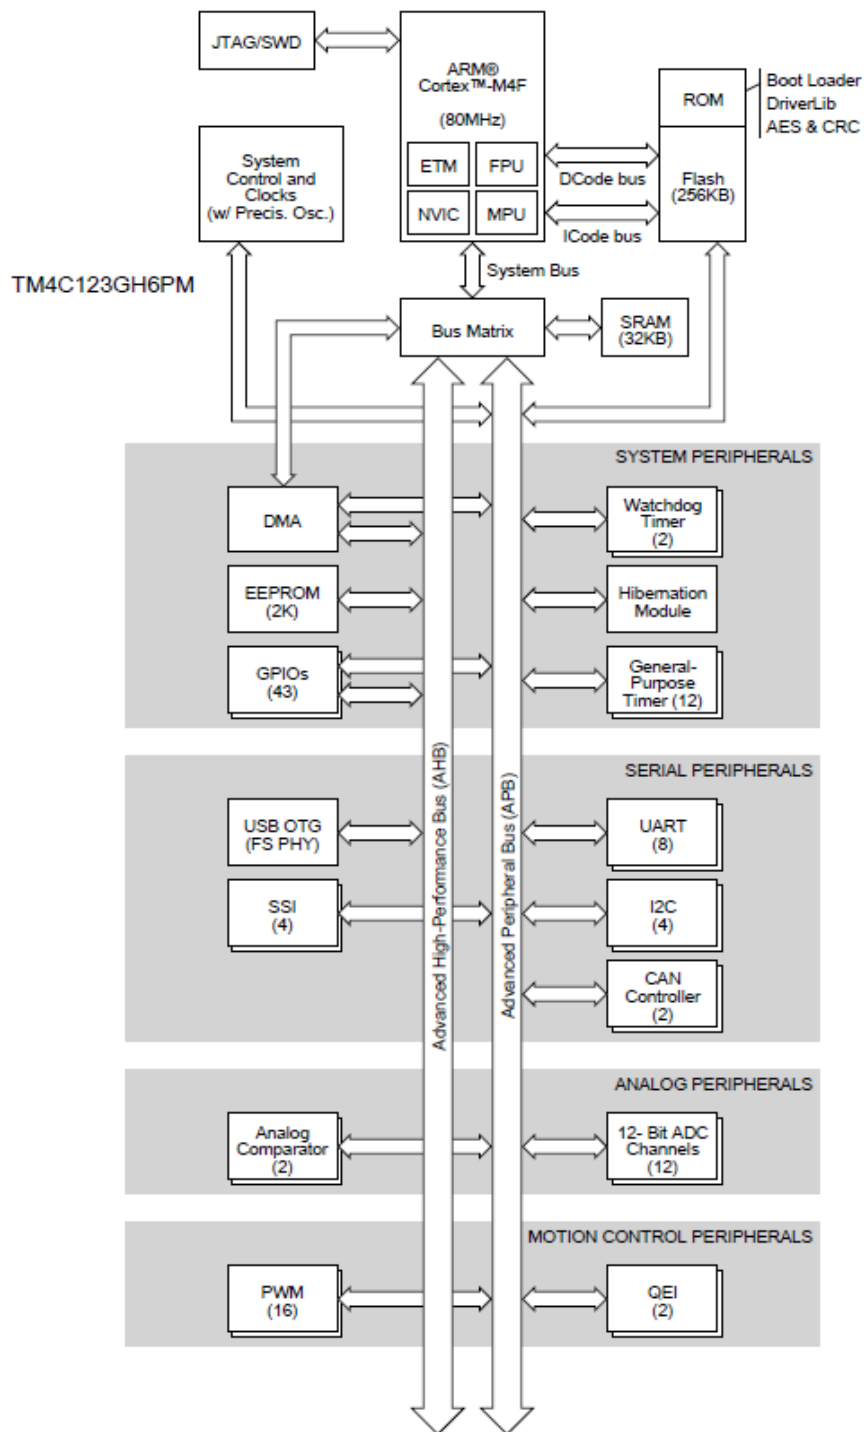 JTAG/SWD
ARM®
Cortex™-M4F
(80MHz)
ETM
FPU
NVIC
MPU
ROM
Boot Loader
DriverLib
AES & CRC
Flash
(256KB)
DCode bus
ICode bus
System
Control and
Clocks
(w/ Precis. Osc.)
TM4C123GH6PM
System Bus
Bus Matrix
SRAM
(32KB)
SYSTEM PERIPHERALS
DMA
Watchdog
Timer
(2)
EEPROM
(2K)
Hibernation
Module
GPIOs
(43)
General-
Purpose
Timer (12)
Advanced High-Performance Bus (AHB)
Advanced Peripheral Bus (APB)
SERIAL PERIPHERALS
USB OTG
(FS PHY)
UART
(8)
SSI
(4)
I2C
(4)
CAN
Controller
(2)
ANALOG PERIPHERALS
Analog
Comparator
(2)
12- Bit ADC
Channels
(12)
MOTION CONTROL PERIPHERALS
PWM
(16)
QEI
(2)